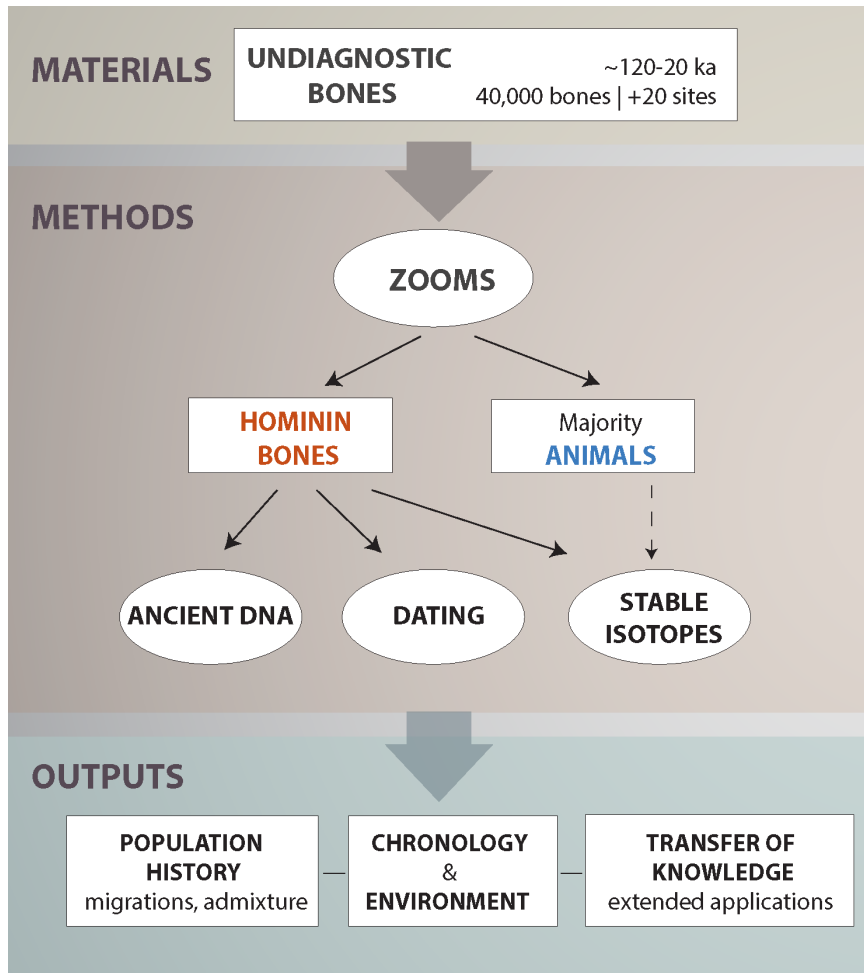 MATERIALS
UNDIAGNOSTIC
BONES
~120-20 ka
40,000 bones | +20 sites
METHODS
ZOOMS
HOMININ
BONES
Majority
ANIMALS
ANCIENT DNA
DATING
STABLE
ISOTOPES
OUTPUTS
POPULATION
HISTORY
migrations, admixture
CHRONOLOGY
&
ENVIRONMENT
TRANSFER OF
KNOWLEDGE
extended applications